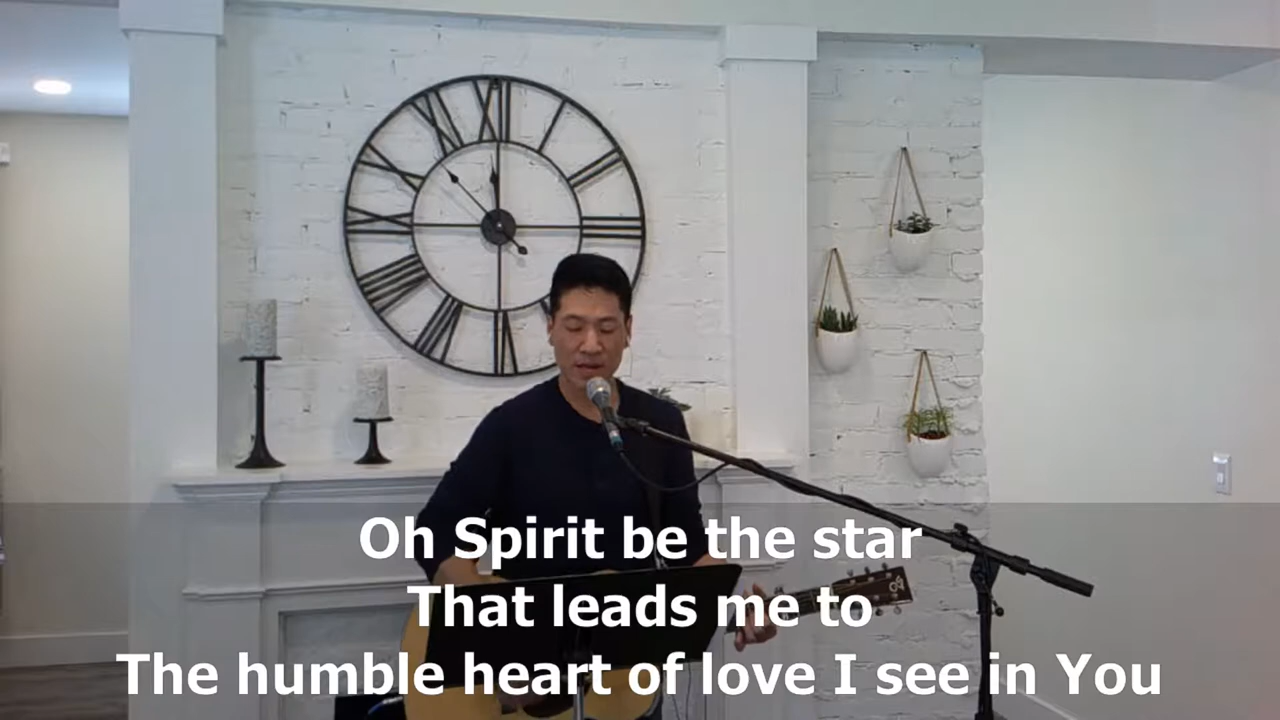 Oh Spirit be the star
That leads me to
The humble heart of love I see in You